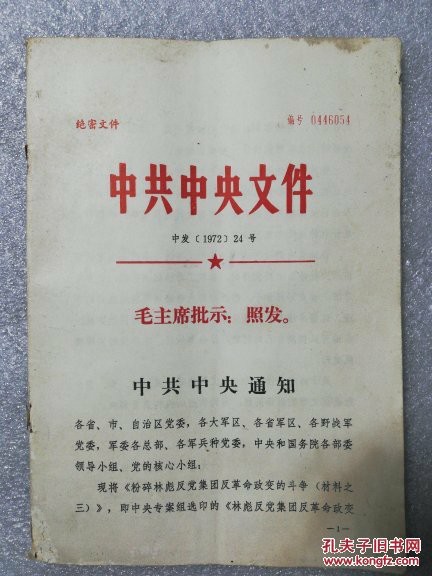 绝密文件
编号 0446054
中共中央文件
中发〔1972〕24号
毛主席批示：照发。
中共中央通知
各省、市、自治区党委，各大军区、各省军区、各野战军
党委，军委各总部、各军兵种党委，中央和国务院各部委
领导小组、党的核心小组：
现将《粉碎林彪反党集团反革命政变的斗争（材料之
三）》，即中央专案组选印的《林彪反党集团反革命政变
—1—
孔夫子旧书网